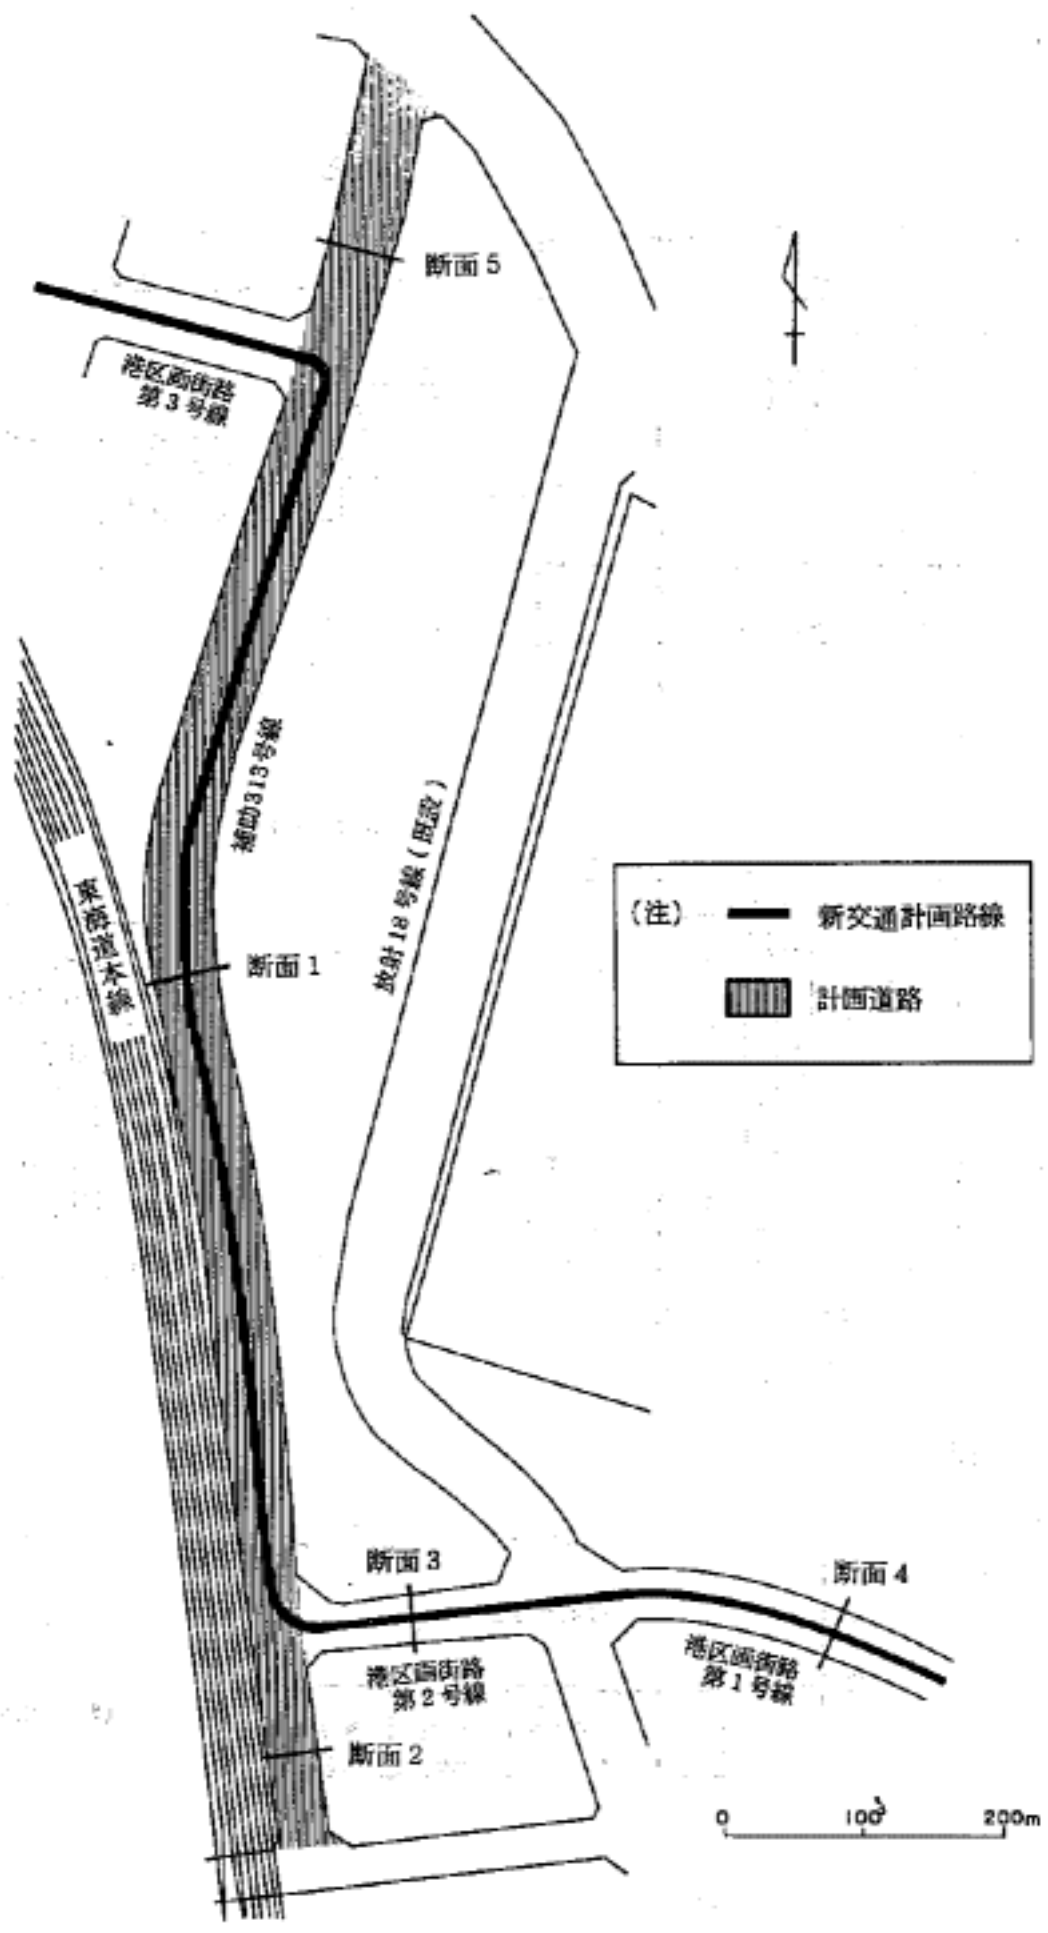 断面5
港区画街路
第3号線
補助313号線
放射18号線(既設)
東海道本線
断面1
(注)
新交通計画路線
計画道路
断面3
断面4
港区画街路
第2号線
港区画街路
第1号線
断面2
0 100 200m